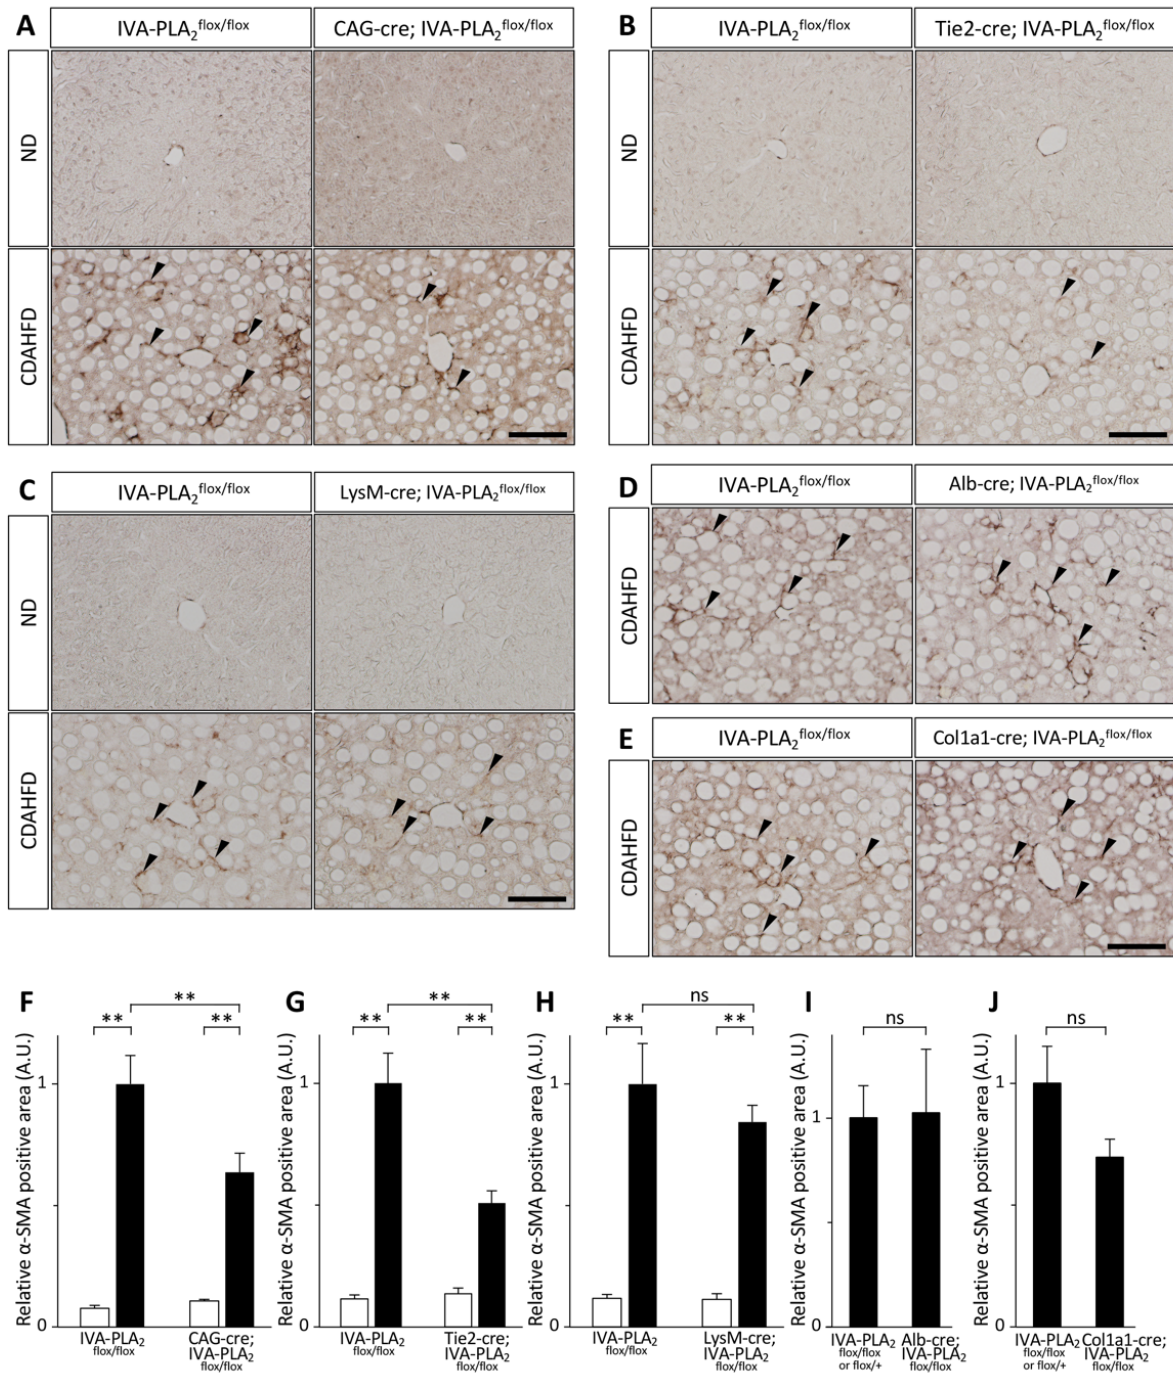 A
IVA-PLA₂flox/flox
CAG-cre; IVA-PLA₂flox/flox
ND
CDAHFD
B
IVA-PLA₂flox/flox
Tie2-cre; IVA-PLA₂flox/flox
ND
CDAHFD
C
IVA-PLA₂flox/flox
LysM-cre; IVA-PLA₂flox/flox
ND
CDAHFD
D
IVA-PLA₂flox/flox
Alb-cre; IVA-PLA₂flox/flox
CDAHFD
E
IVA-PLA₂flox/flox
Col1a1-cre; IVA-PLA₂flox/flox
CDAHFD
F
**
** **
Relative α-SMA positive area (A.U.)
1
0
IVA-PLA₂
flox/flox
CAG-cre;
IVA-PLA₂
flox/flox
G
**
** **
Relative α-SMA positive area (A.U.)
1
0
IVA-PLA₂
flox/flox
Tie2-cre;
IVA-PLA₂
flox/flox
H
ns
** **
Relative α-SMA positive area (A.U.)
1
0
IVA-PLA₂
flox/flox
LysM-cre;
IVA-PLA₂
flox/flox
I
ns
Relative α-SMA positive area (A.U.)
1
0
IVA-PLA₂
flox/flox
or flox/+
Alb-cre;
IVA-PLA₂
flox/flox
J
ns
Relative α-SMA positive area (A.U.)
1
0
IVA-PLA₂
flox/flox
or flox/+
Col1a1-cre;
IVA-PLA₂
flox/flox